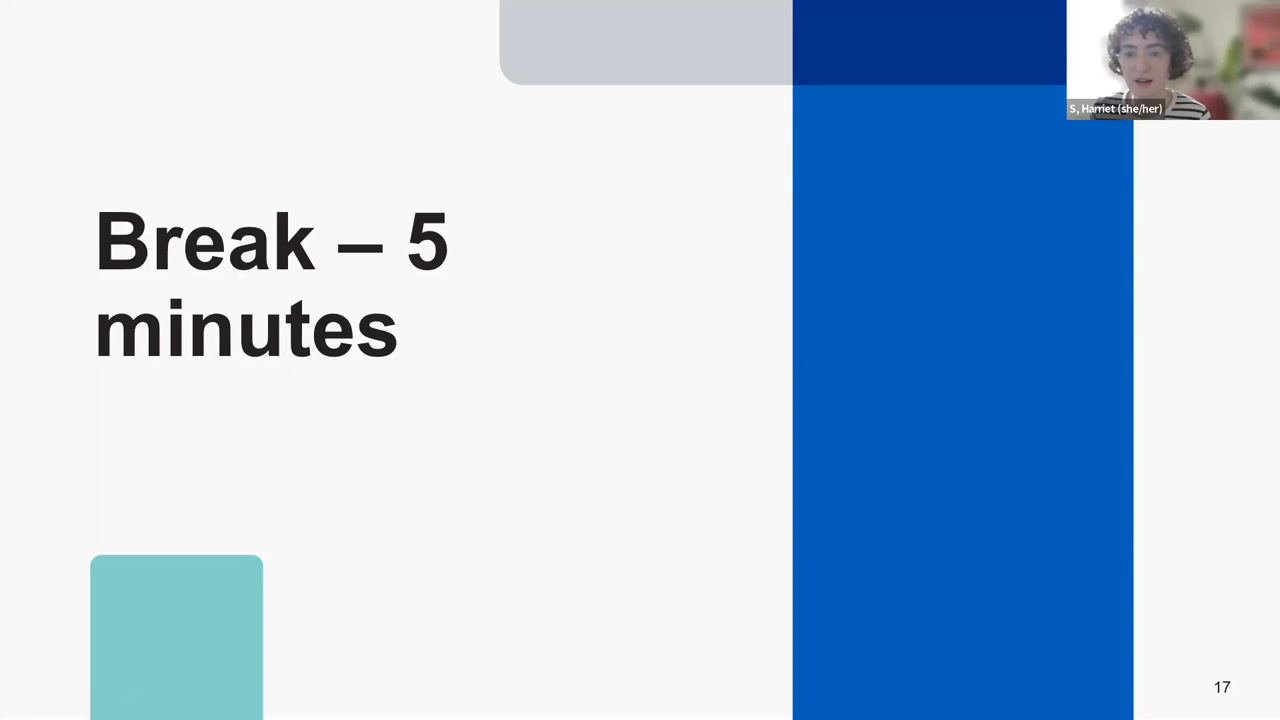 S, Harriet (she/her)
Break – 5
minutes
17